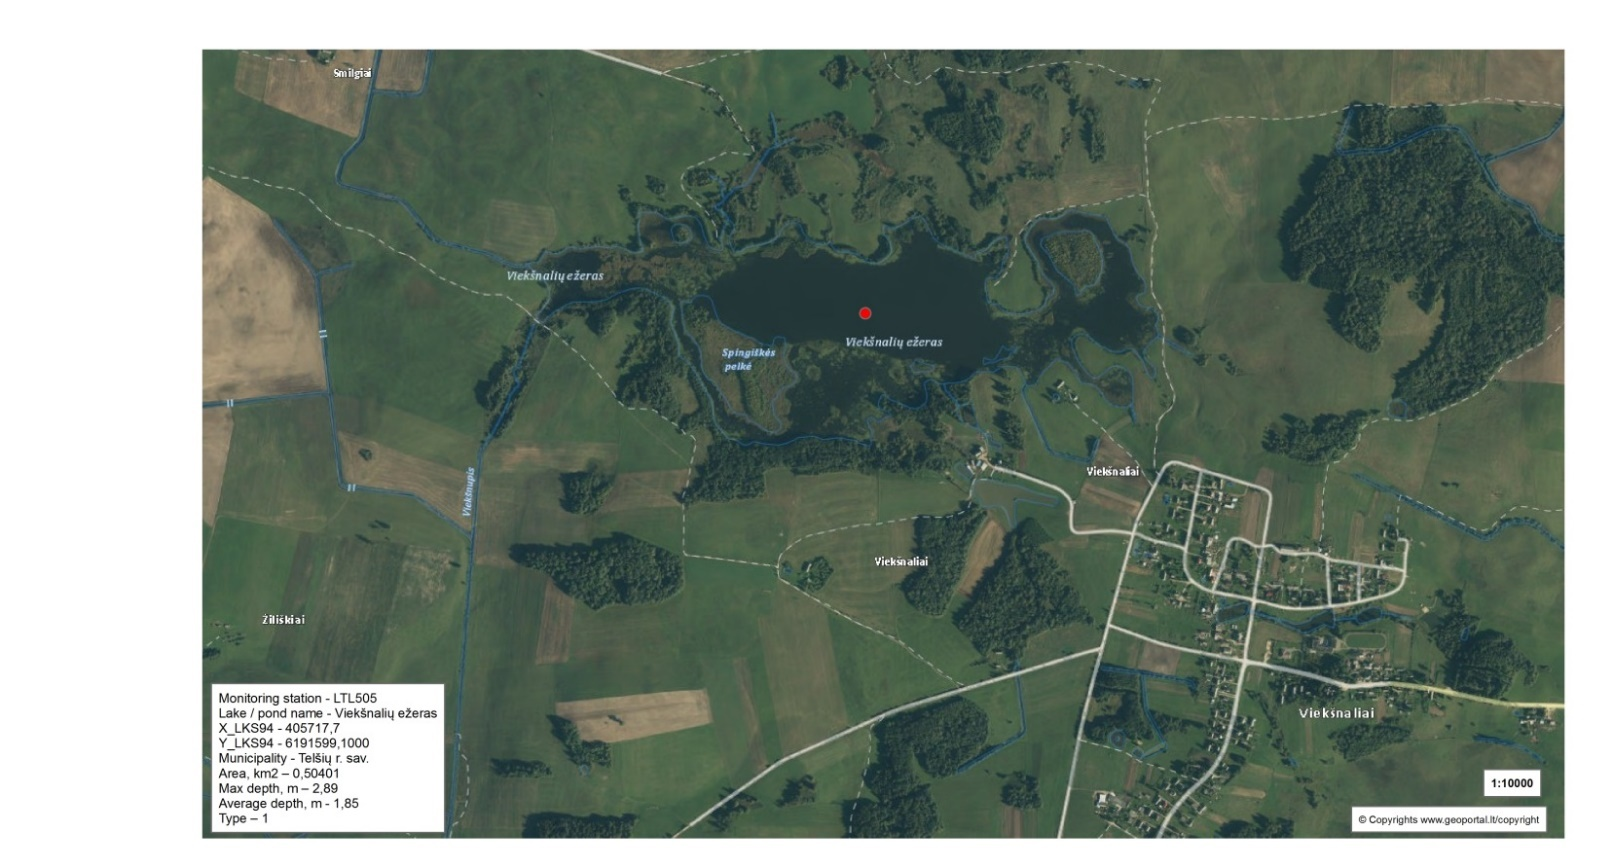 Smilgiai
Viekšnalių ežeras
Viekšnalių ežeras
Spingiškės
pelkė
Viekšnaliai
Viekšnupis
Viekšnaliai
Žiliškiai
Viekšnaliai
Monitoring station - LTL505
Lake / pond name - Viekšnalių ežeras
X_LKS94 - 405717,7
Y_LKS94 - 6191599,1000
Municipality - Telšių r. sav.
Area, km2 – 0,50401
Max depth, m – 2,89
Average depth, m - 1,85
Type – 1
1:10000
© Copyrights www.geoportal.lt/copyright